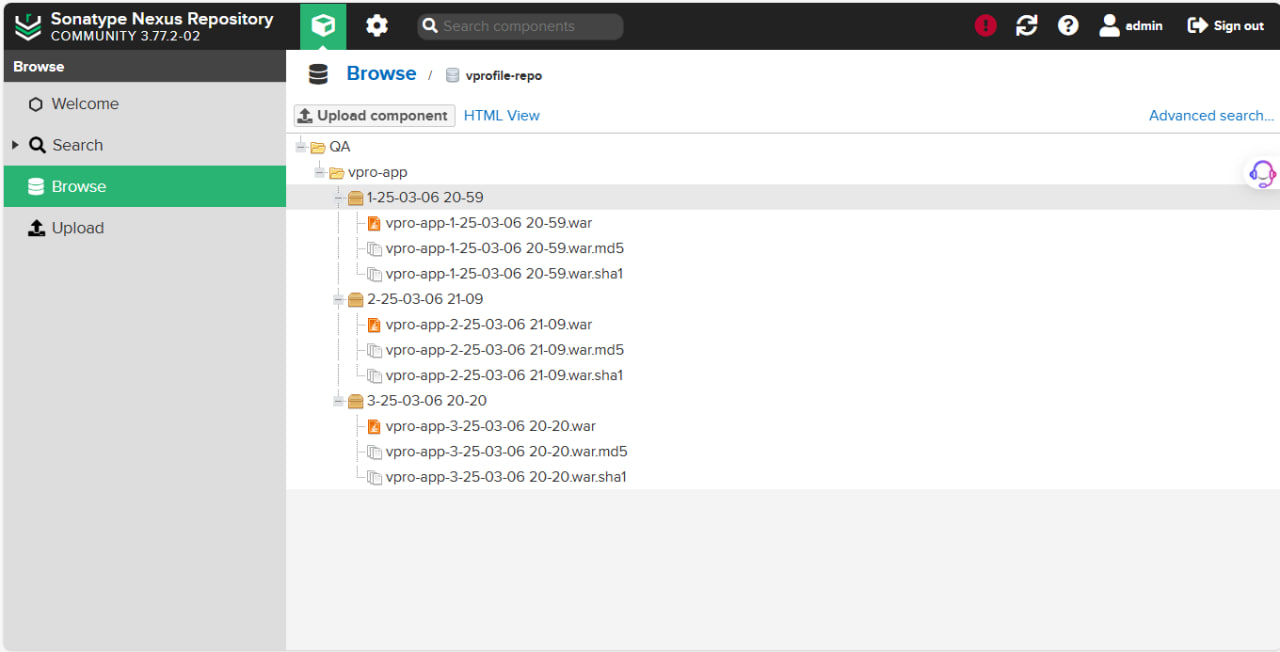 Sonatype Nexus Repository
COMMUNITY 3.77.2-02
Search components
admin
Sign out
Browse
Welcome
Search
Browse
Upload
Browse / vprofile-repo
Upload component HTML View Advanced search...
QA
vpro-app
1-25-03-06 20-59
vpro-app-1-25-03-06 20-59.war
vpro-app-1-25-03-06 20-59.war.md5
vpro-app-1-25-03-06 20-59.war.sha1
2-25-03-06 21-09
vpro-app-2-25-03-06 21-09.war
vpro-app-2-25-03-06 21-09.war.md5
vpro-app-2-25-03-06 21-09.war.sha1
3-25-03-06 20-20
vpro-app-3-25-03-06 20-20.war
vpro-app-3-25-03-06 20-20.war.md5
vpro-app-3-25-03-06 20-20.war.sha1